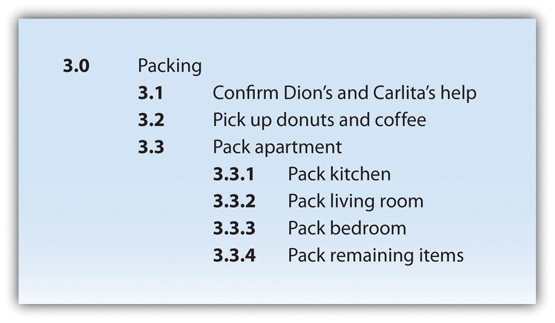 3.0 Packing
3.1 Confirm Dion's and Carlita's help
3.2 Pick up donuts and coffee
3.3 Pack apartment
3.3.1 Pack kitchen
3.3.2 Pack living room
3.3.3 Pack bedroom
3.3.4 Pack remaining items